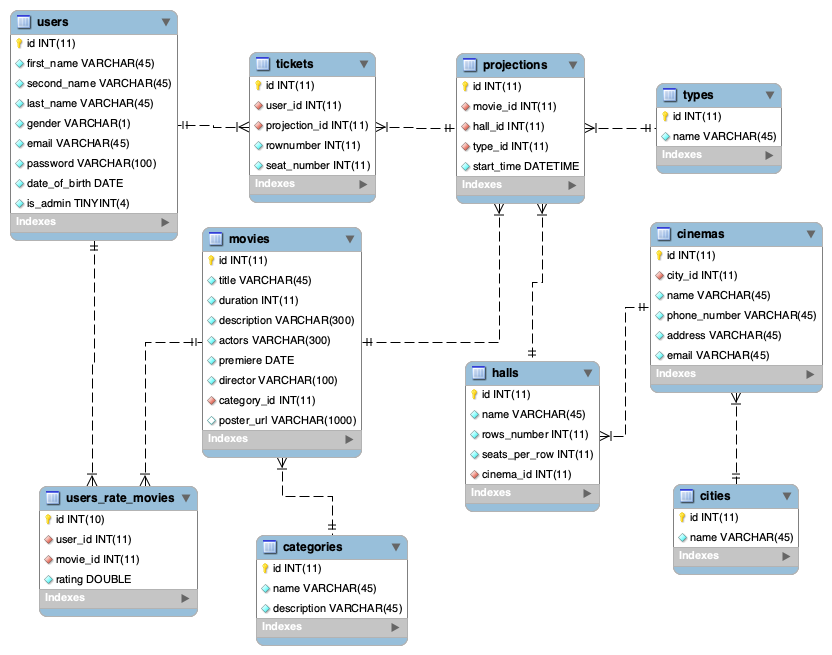 users
id INT(11)
first_name VARCHAR(45)
second_name VARCHAR(45)
last_name VARCHAR(45)
gender VARCHAR(1)
email VARCHAR(45)
password VARCHAR(100)
date_of_birth DATE
is_admin TINYINT(4)
Indexes
tickets
id INT(11)
user_id INT(11)
projection_id INT(11)
rownumber INT(11)
seat_number INT(11)
Indexes
projections
id INT(11)
movie_id INT(11)
hall_id INT(11)
type_id INT(11)
start_time DATETIME
Indexes
types
id INT(11)
name VARCHAR(45)
Indexes
movies
id INT(11)
title VARCHAR(45)
duration INT(11)
description VARCHAR(300)
actors VARCHAR(300)
premiere DATE
director VARCHAR(100)
category_id INT(11)
poster_url VARCHAR(1000)
Indexes
cinemas
id INT(11)
city_id INT(11)
name VARCHAR(45)
phone_number VARCHAR(45)
address VARCHAR(45)
email VARCHAR(45)
Indexes
halls
id INT(11)
name VARCHAR(45)
rows_number INT(11)
seats_per_row INT(11)
cinema_id INT(11)
Indexes
users_rate_movies
id INT(10)
user_id INT(11)
movie_id INT(11)
rating DOUBLE
Indexes
categories
id INT(11)
name VARCHAR(45)
description VARCHAR(45)
Indexes
cities
id INT(11)
name VARCHAR(45)
Indexes